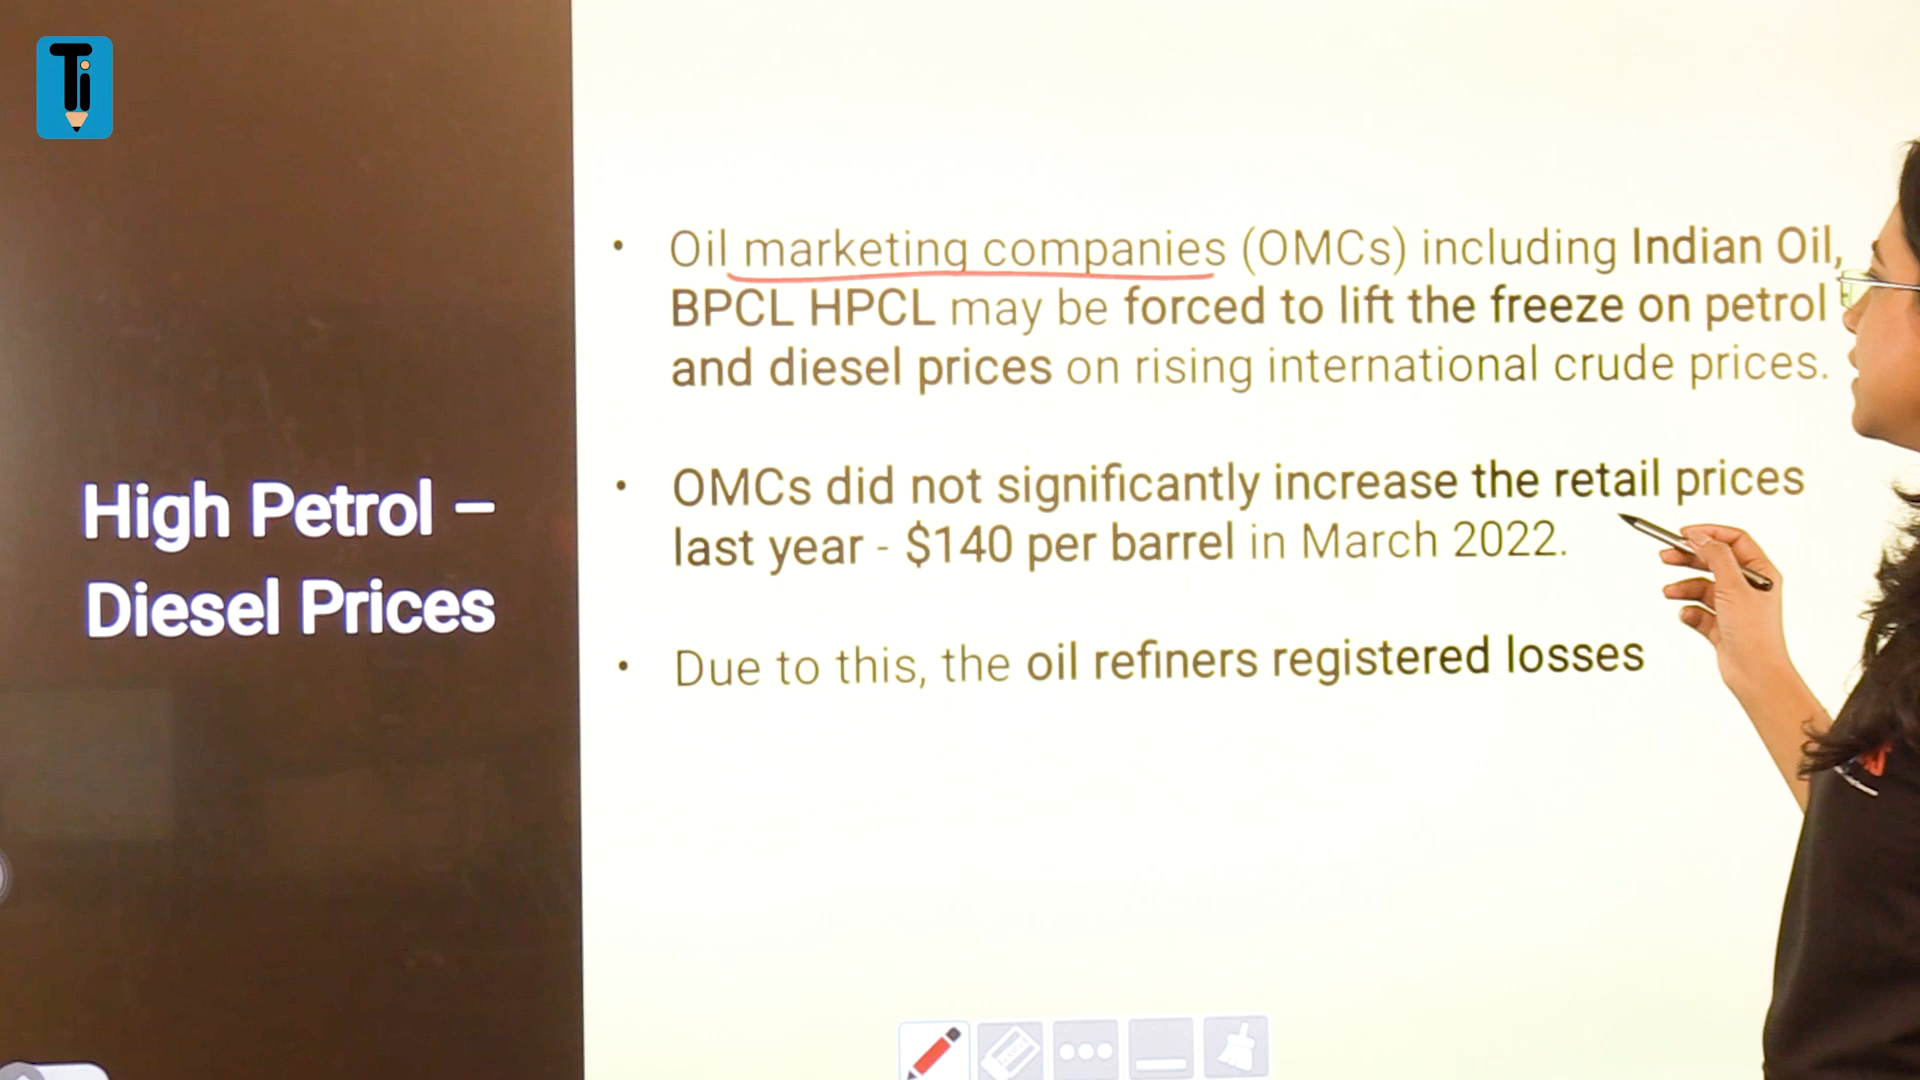 Ti
High Petrol –
Diesel Prices
• Oil marketing companies (OMCs) including Indian Oil,
BPCL HPCL may be forced to lift the freeze on petrol
and diesel prices on rising international crude prices.
• OMCs did not significantly increase the retail prices
last year - $140 per barrel in March 2022.
• Due to this, the oil refiners registered losses